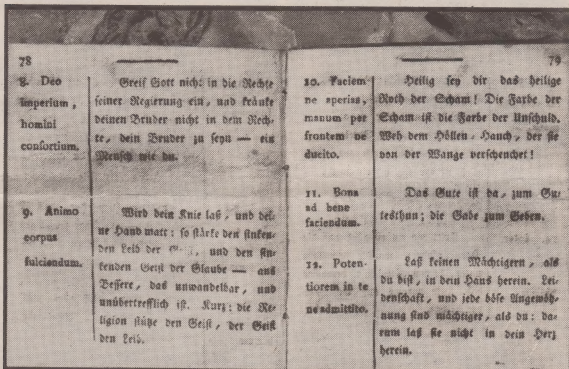 78
8. Deo
imperium,
homini
consortium.
Greif Gott nicht in die Rechte
seiner Regierung ein, und kränke
deinen Bruder nicht in dem Rech-
te, dein Bruder zu seyn — ein
Mensch wie du.
9. Animo
corpus
fulciendum.
Wird dein Knie laß, und dei-
ne Hand matt: so stärke den sinken-
den Leib der, und den sin-
kenden Geist der Glaube — ans
Bessere, das unwandelbar, und
unübertrefflich ist. Kurz: die Re-
ligion stütze den Geist, der Geist
den Leib.
79
10. Faciem
ne aperias,
manum per
frontem ne
ducito.
Heilig sey dir das heilige
Roth der Scham! Die Farbe der
Scham ist die Farbe der Unschuld.
Weh dem Höllen-Hauch, der sie
von der Wange verscheuchet!
11. Bona
ad bene
faciendum.
Das Gute ist da, zum Gu-
testhun; die Gabe zum Geben.
12. Poten-
tiorem in te
ne admittito.
Laß keinen Mächtigern, als
du bist, in dein Haus herein. Lei-
denschaft, und jede böse Angewöh-
nung sind mächtiger, als du: da-
rum laß sie nicht in dein Herz
herein.